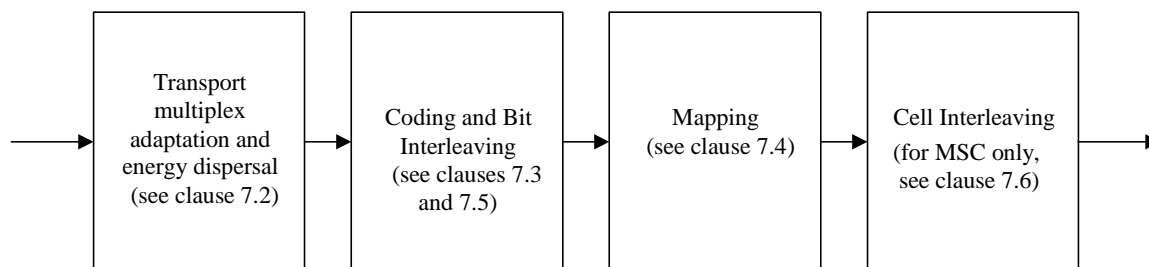 Transport
multiplex
adaptation and
energy dispersal
(see clause 7.2)
Coding and Bit
Interleaving
(see clauses 7.3
and 7.5)
Mapping
(see clause 7.4)
Cell Interleaving
(for MSC only,
see clause 7.6)